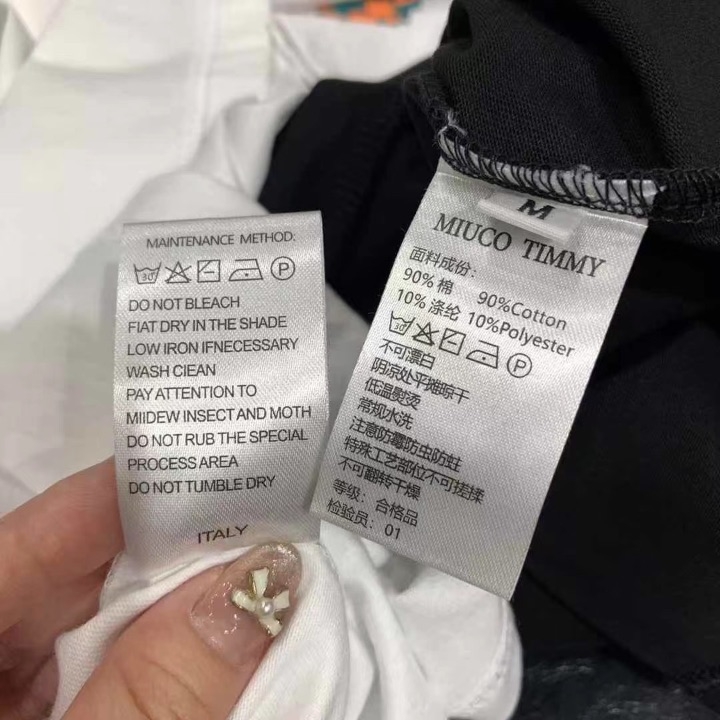 MAINTENANCE METHOD:
30 P
DO NOT BLEACH
FIAT DRY IN THE SHADE
LOW IRON IFNECESSARY
WASH CIEAN
PAY ATTENTION TO
MIIDEW INSECT AND MOTH
DO NOT RUB THE SPECIAL
PROCESS AREA
DO NOT TUMBLE DRY
ITALY
M
MIUCO TIMMY
面料成份：
90% 棉 90%Cotton
10% 涤纶 10%Polyester
30 P
不可漂白
阴凉处平摊晾干
低温熨烫
常规水洗
注意防霉防虫防蛀
特殊工艺部位不可搓揉
不可翻转干燥
等级：合格品
检验员：01